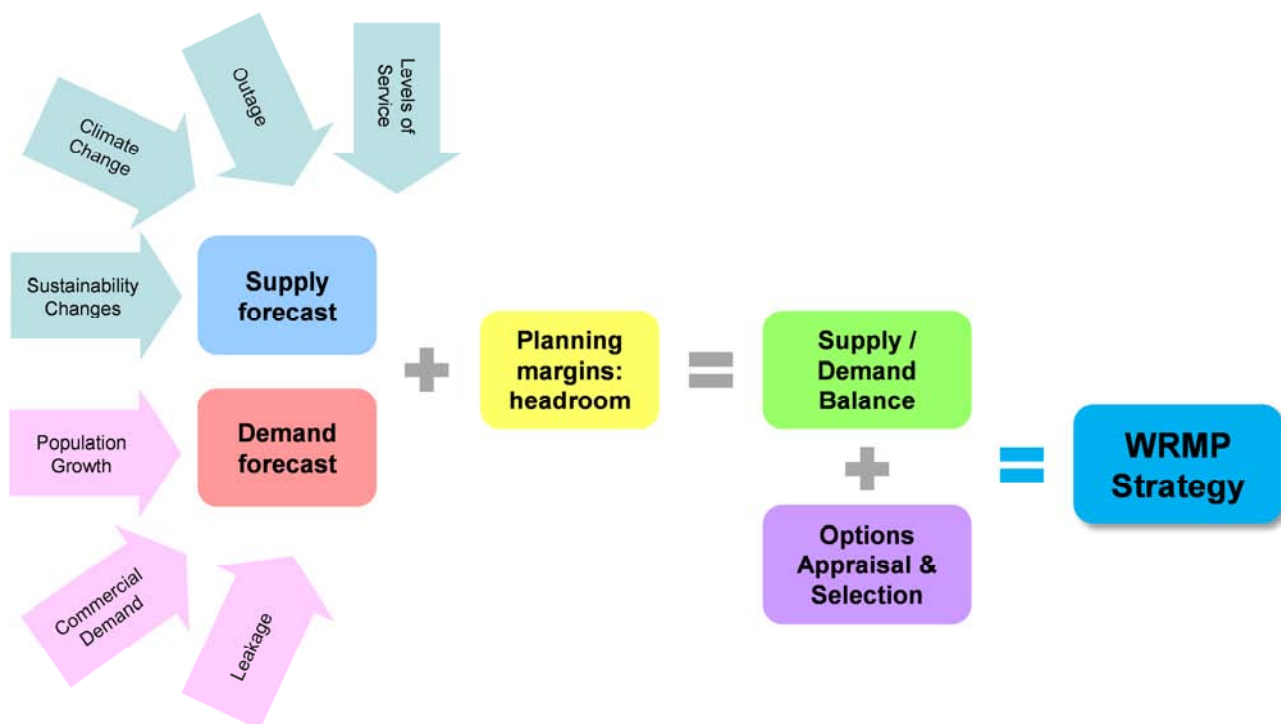 Climate
Change
Outage
Levels of
Service
Sustainability
Changes
Supply
forecast
Population
Growth
Demand
forecast
Commercial
Demand
Leakage
+
Planning
margins:
headroom
=
Supply /
Demand
Balance
+
Options
Appraisal &
Selection
=
WRMP
Strategy